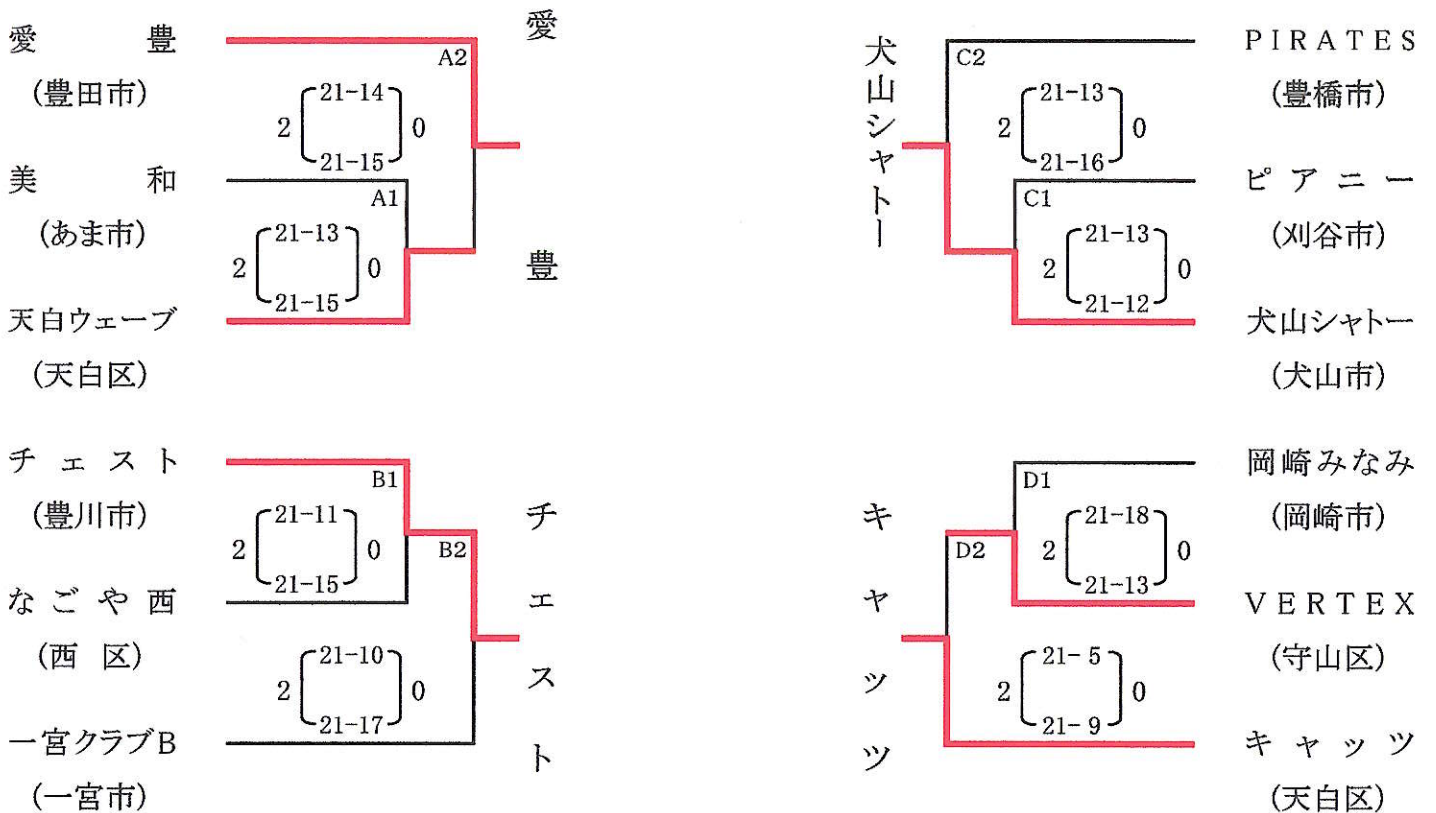 愛豊
(豊田市)
A2
21-14
2 0
21-15
美和
(あま市)
A1
21-13
2 0
21-15
天白ウェーブ
(天白区)
愛豊
チェスト
(豊川市)
B1
21-11
2 0
21-15
なごや西
(西区)
B2
21-10
2 0
21-17
一宮クラブB
(一宮市)
チェスト
犬山シャトー
C2
21-13
2 0
21-16
PIRATES
(豊橋市)
C1
21-13
2 0
21-12
ピアニー
(刈谷市)
犬山シャトー
(犬山市)
キャッツ
D1
21-18
2 0
21-13
岡崎みなみ
(岡崎市)
D2
VERTEX
(守山区)
21-5
2 0
21-9
キャッツ
(天白区)